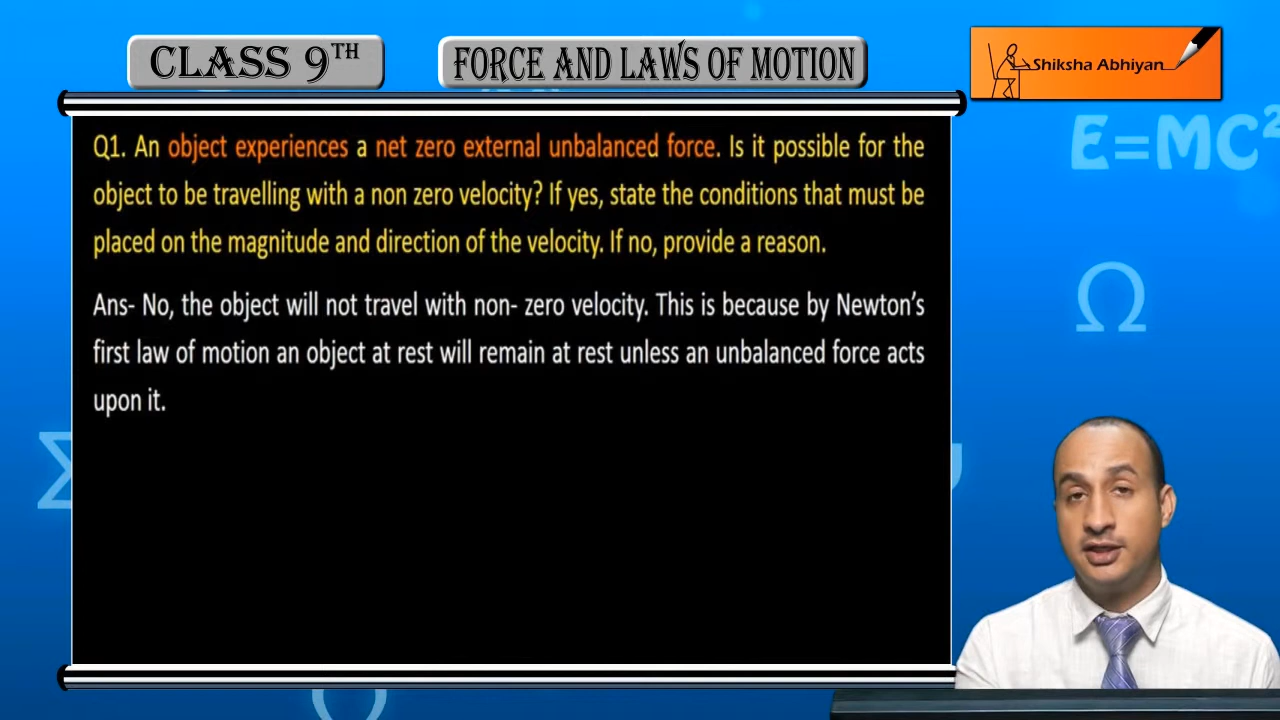 CLASS 9TH
FORCE AND LAWS OF MOTION
Shiksha Abhiyan
E=MC2
Q1. An object experiences a net zero external unbalanced force. Is it possible for the
object to be travelling with a non zero velocity? If yes, state the conditions that must be
placed on the magnitude and direction of the velocity. If no, provide a reason.
Ans- No, the object will not travel with non- zero velocity. This is because by Newton's
first law of motion an object at rest will remain at rest unless an unbalanced force acts
upon it.
Ω
Σ
Ω